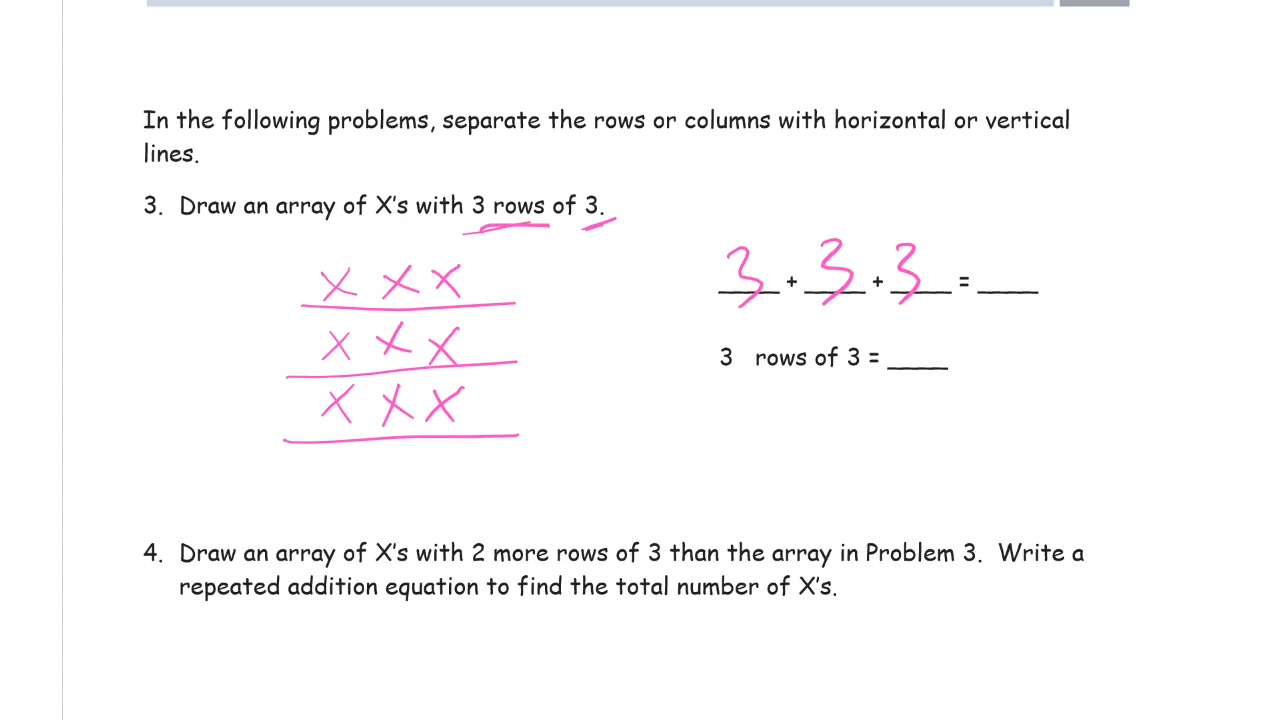 In the following problems, separate the rows or columns with horizontal or vertical
lines.
3. Draw an array of X's with 3 rows of 3.
X X X
3 + 3 + 3 = ____
X X X
3 rows of 3 = ____
X X X
4. Draw an array of X's with 2 more rows of 3 than the array in Problem 3. Write a
repeated addition equation to find the total number of X's.